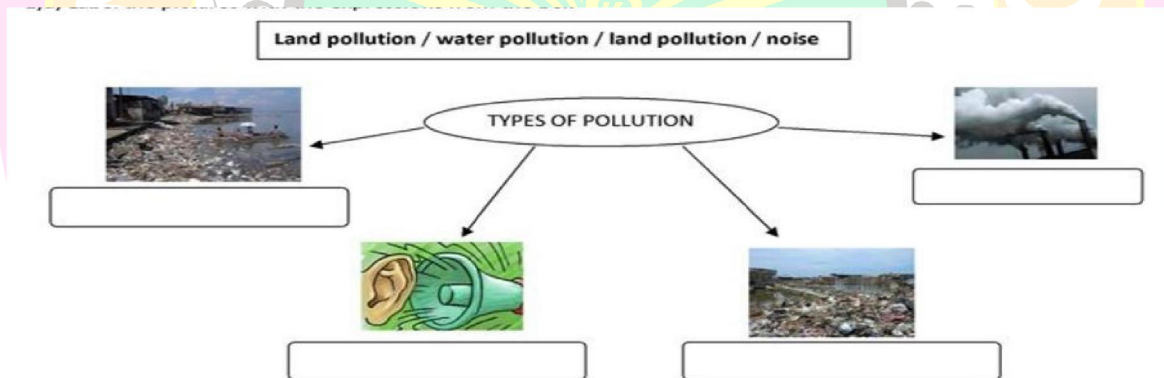 Land pollution / water pollution / land pollution / noise
TYPES OF POLLUTION